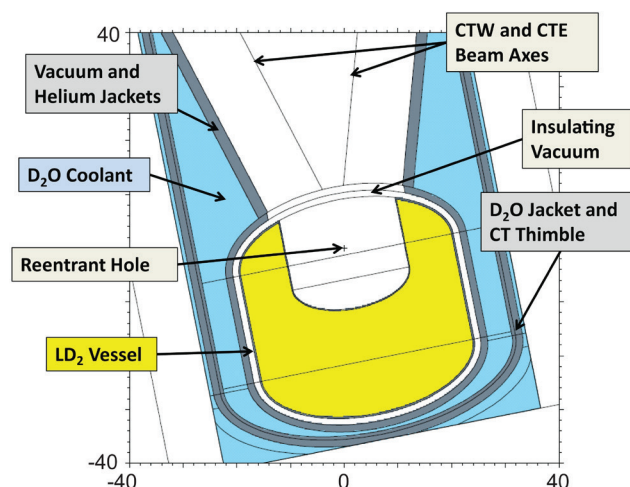 40
CTW and CTE
Beam Axes
Vacuum and
Helium Jackets
Insulating
Vacuum
D₂O Coolant
D₂O Jacket and
CT Thimble
Reentrant Hole
LD₂ Vessel
-40
-40
0
40